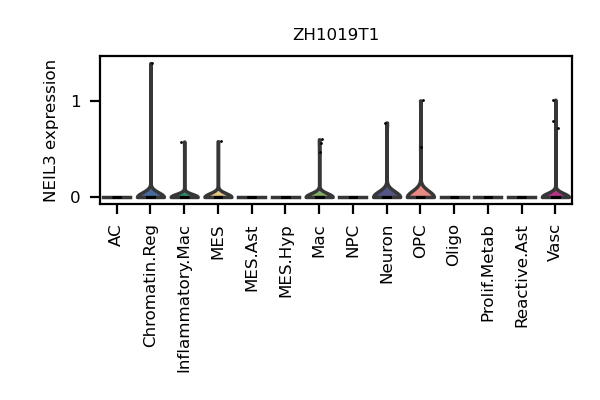 ZH1019T1
NEIL3 expression
1
0
AC
Chromatin.Reg
Inflammatory.Mac
MES
MES.Ast
MES.Hyp
Mac
NPC
Neuron
OPC
Oligo
Prolif.Metab
Reactive.Ast
Vasc